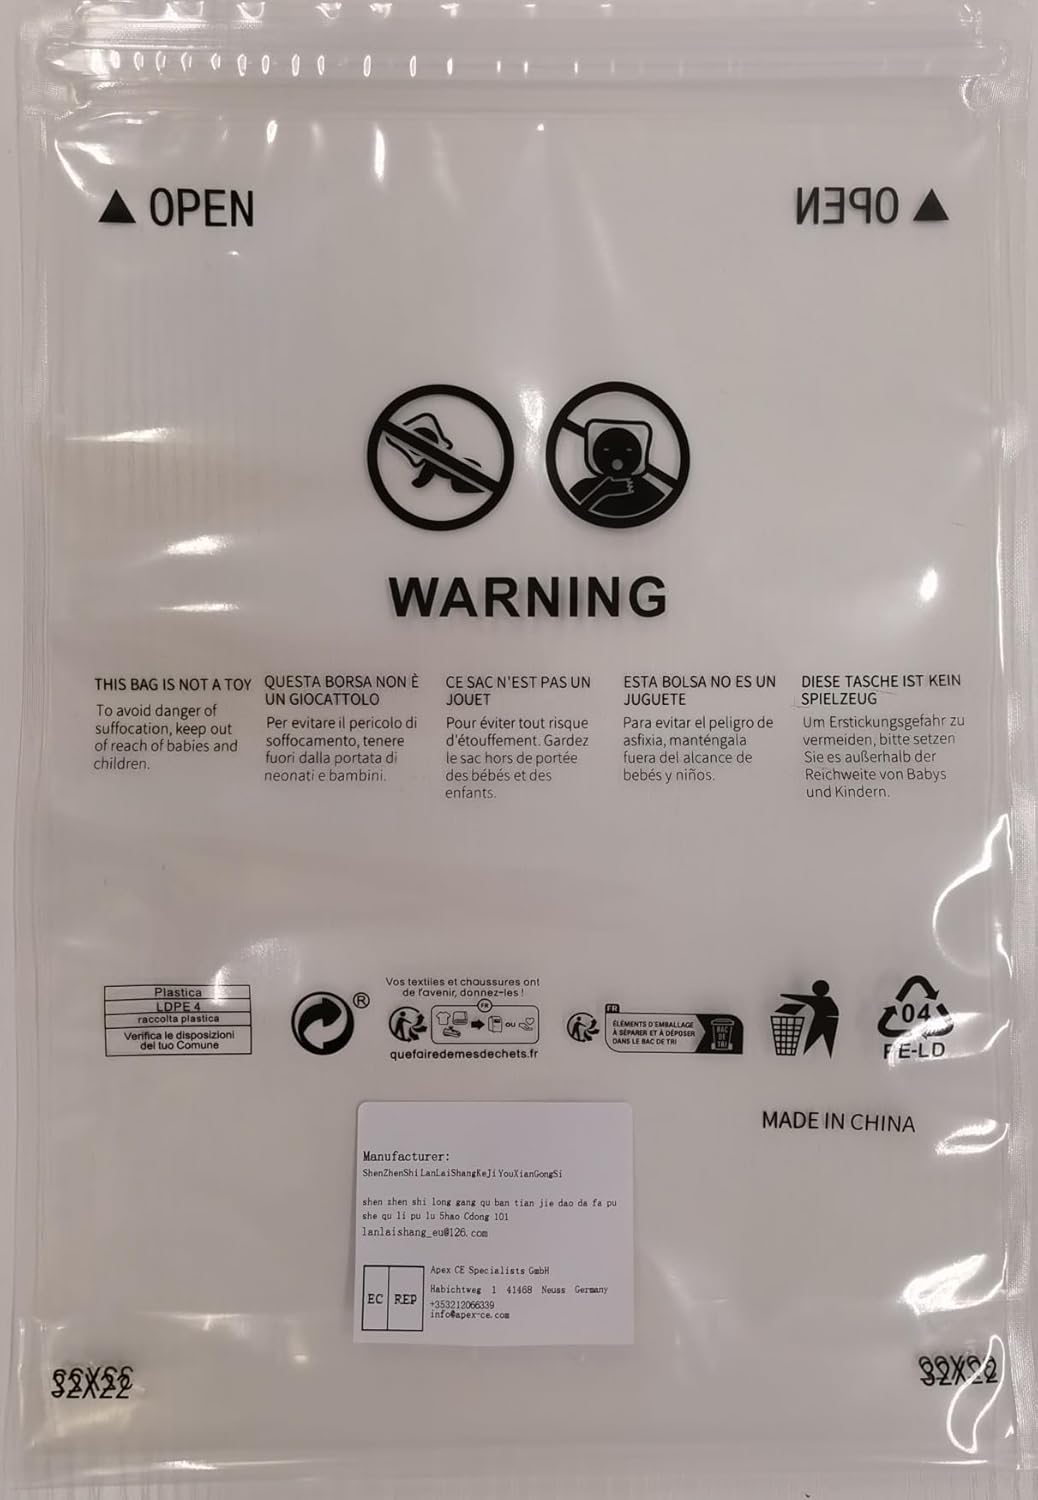 ▲ OPEN
OPEN ▲
WARNING
THIS BAG IS NOT A TOY
To avoid danger of
suffocation, keep out
of reach of babies and
children.
QUESTA BORSA NON È
UN GIOCATTOLO
Per evitare il pericolo di
soffocamento, tenere
fuori dalla portata di
neonati e bambini.
CE SAC N'EST PAS UN
JOUET
Pour éviter tout risque
d'étouffement. Gardez
le sac hors de portée
des bébés et des
enfants.
ESTA BOLSA NO ES UN
JUGUETE
Para evitar el peligro de
asfixia, manténgala
fuera del alcance de
bebés y niños.
DIESE TASCHE IST KEIN
SPIELZEUG
Um Erstickungsgefahr zu
vermeiden, bitte setzen
Sie es außerhalb der
Reichweite von Babys
und Kindern.
Plastica
LDPE 4
raccolta plastica
Verifica le disposizioni
del tuo Comune
®
Vos textiles et chaussures ont
de l'avenir, donnez-les !
FR
OU
quefairedemesdechets.fr
FR
ÉLÉMENTS D'EMBALLAGE
À SÉPARER ET À DÉPOSER
DANS LE BAC DE TRI
BAC
DE
TRI
04
PE-LD
MADE IN CHINA
Manufacturer:
ShenZhenShiLanLaiShangKeJiYouXianGongSi
shen zhen shi long gang qu ban tian jie dao da fa pu
she qu li pu lu 5hao Cdong 101
lanlaishang_eu@126.com
EC REP
Apex CE Specialists GmbH
Habichtweg 1 41468 Neuss Germany
+353212066339
info@apex-ce.com